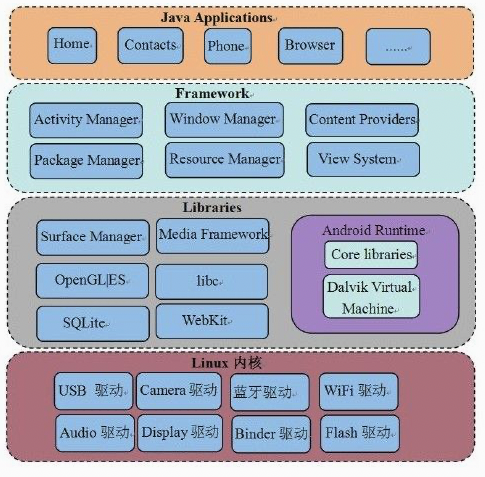 Java Applications
Home
Contacts
Phone
Browser
......
Framework
Activity Manager
Window Manager
Content Providers
Package Manager
Resource Manager
View System
Libraries
Surface Manager
Media Framework
OpenGL|ES
libc
SQLite
WebKit
Android Runtime
Core libraries
Dalvik Virtual
Machine
Linux 内核
USB 驱动
Camera 驱动
蓝牙驱动
WiFi 驱动
Audio 驱动
Display 驱动
Binder 驱动
Flash 驱动